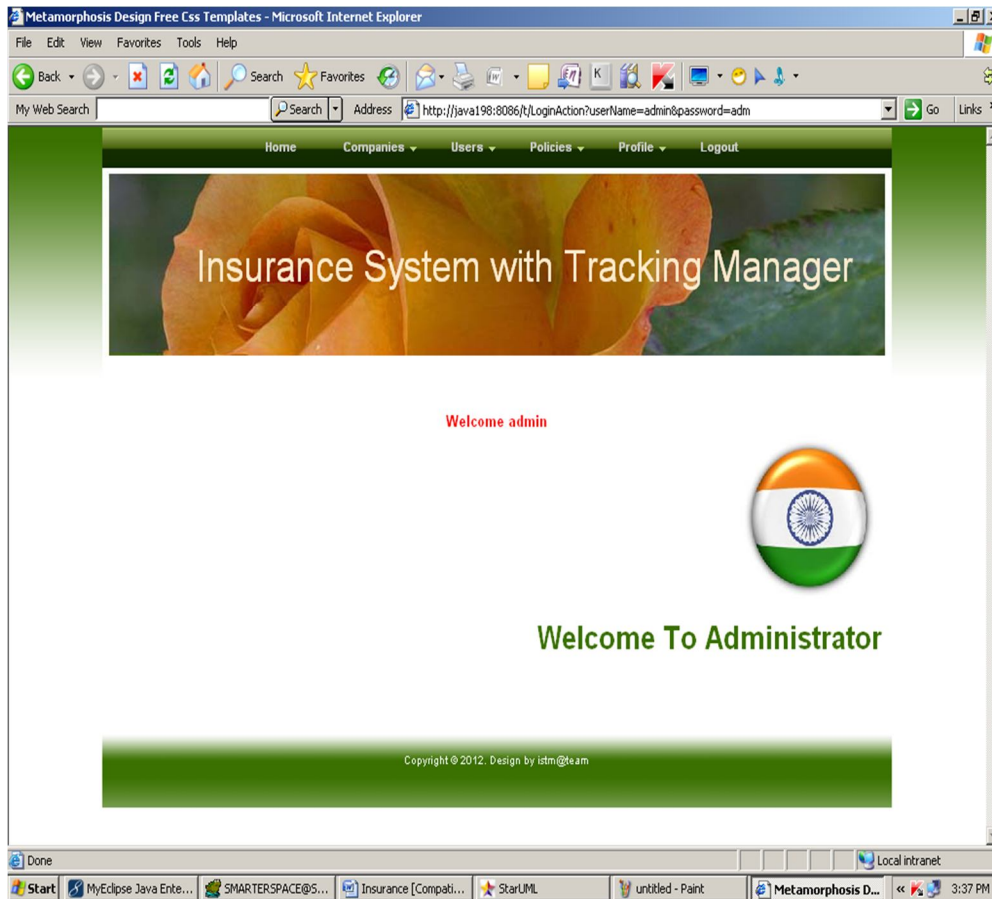 Metamorphosis Design Free Css Templates - Microsoft Internet Explorer
File Edit View Favorites Tools Help
Back Search Favorites
My Web Search Search Address http://java198:8086/t/LoginAction?userName=admin&password=adm Go Links
Home Companies Users Policies Profile Logout
Insurance System with Tracking Manager
Welcome admin
Welcome To Administrator
Copyright © 2012. Design by istm@team
Done Local intranet
Start MyEclipse Java Ente... SMARTERSPACE@S... Insurance [Compati... StarUML untitled - Paint Metamorphosis D... « 3:37 PM